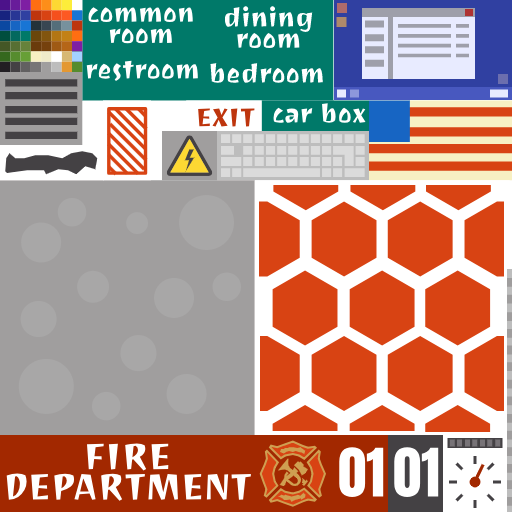 common
room
dining
room
restroom
bedroom
EXIT
car box
FIRE
DEPARTMENT
01
01